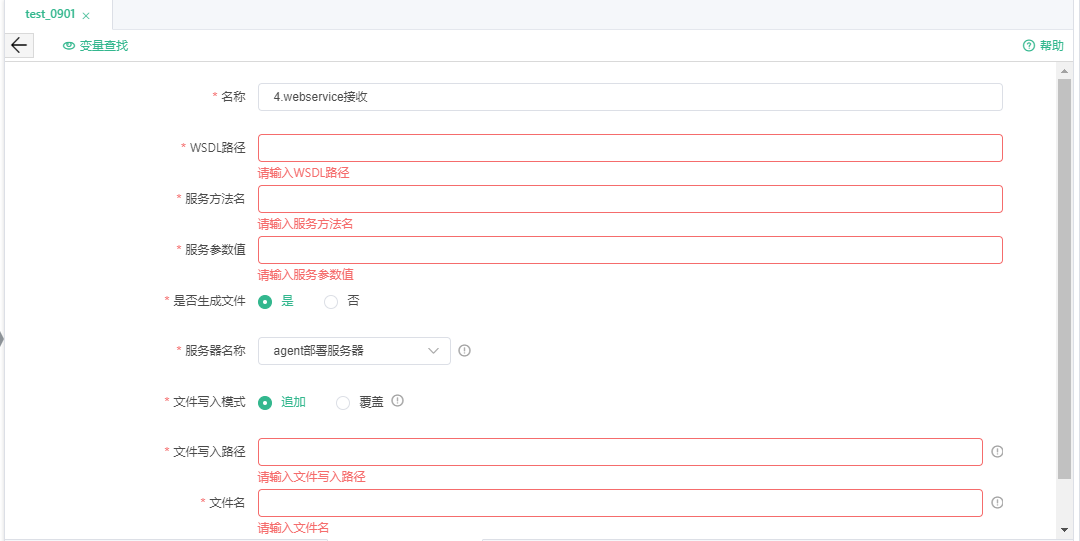 test_0901 ×
变量查找
帮助
* 名称 4.webservice接收
* WSDL路径
请输入WSDL路径
* 服务方法名
请输入服务方法名
* 服务参数值
请输入服务参数值
* 是否生成文件 是 否
* 服务器名称 agent部署服务器
* 文件写入模式 追加 覆盖
* 文件写入路径
请输入文件写入路径
* 文件名
请输入文件名